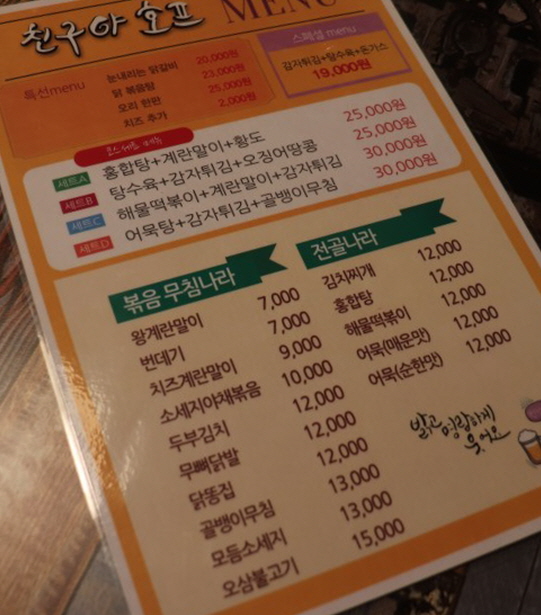 친구야 호프 MENU
특선menu
눈내리는 닭갈비 20,000원
닭 볶음탕 23,000원
오리 한판 25,000원
치즈 추가 2,000원
스페셜 menu
감자튀김+탕수육+돈가스
19,000원
세트A 홍합탕+계란말이+황도 25,000원
세트B 탕수육+감자튀김+오징어땅콩 25,000원
세트C 해물떡볶이+계란말이+감자튀김 30,000원
세트D 어묵탕+감자튀김+골뱅이무침 30,000원
볶음 무침나라
왕계란말이 7,000
번데기 7,000
치즈계란말이 9,000
소세지야채볶음 10,000
두부김치 12,000
무뼈닭발 12,000
닭똥집 12,000
골뱅이무침 13,000
모듬소세지 13,000
오삼불고기 15,000
전골나라
김치찌개 12,000
홍합탕 12,000
해물떡볶이 12,000
어묵(매운맛) 12,000
어묵(순한맛) 12,000
밝고 명랑하게
웃어요